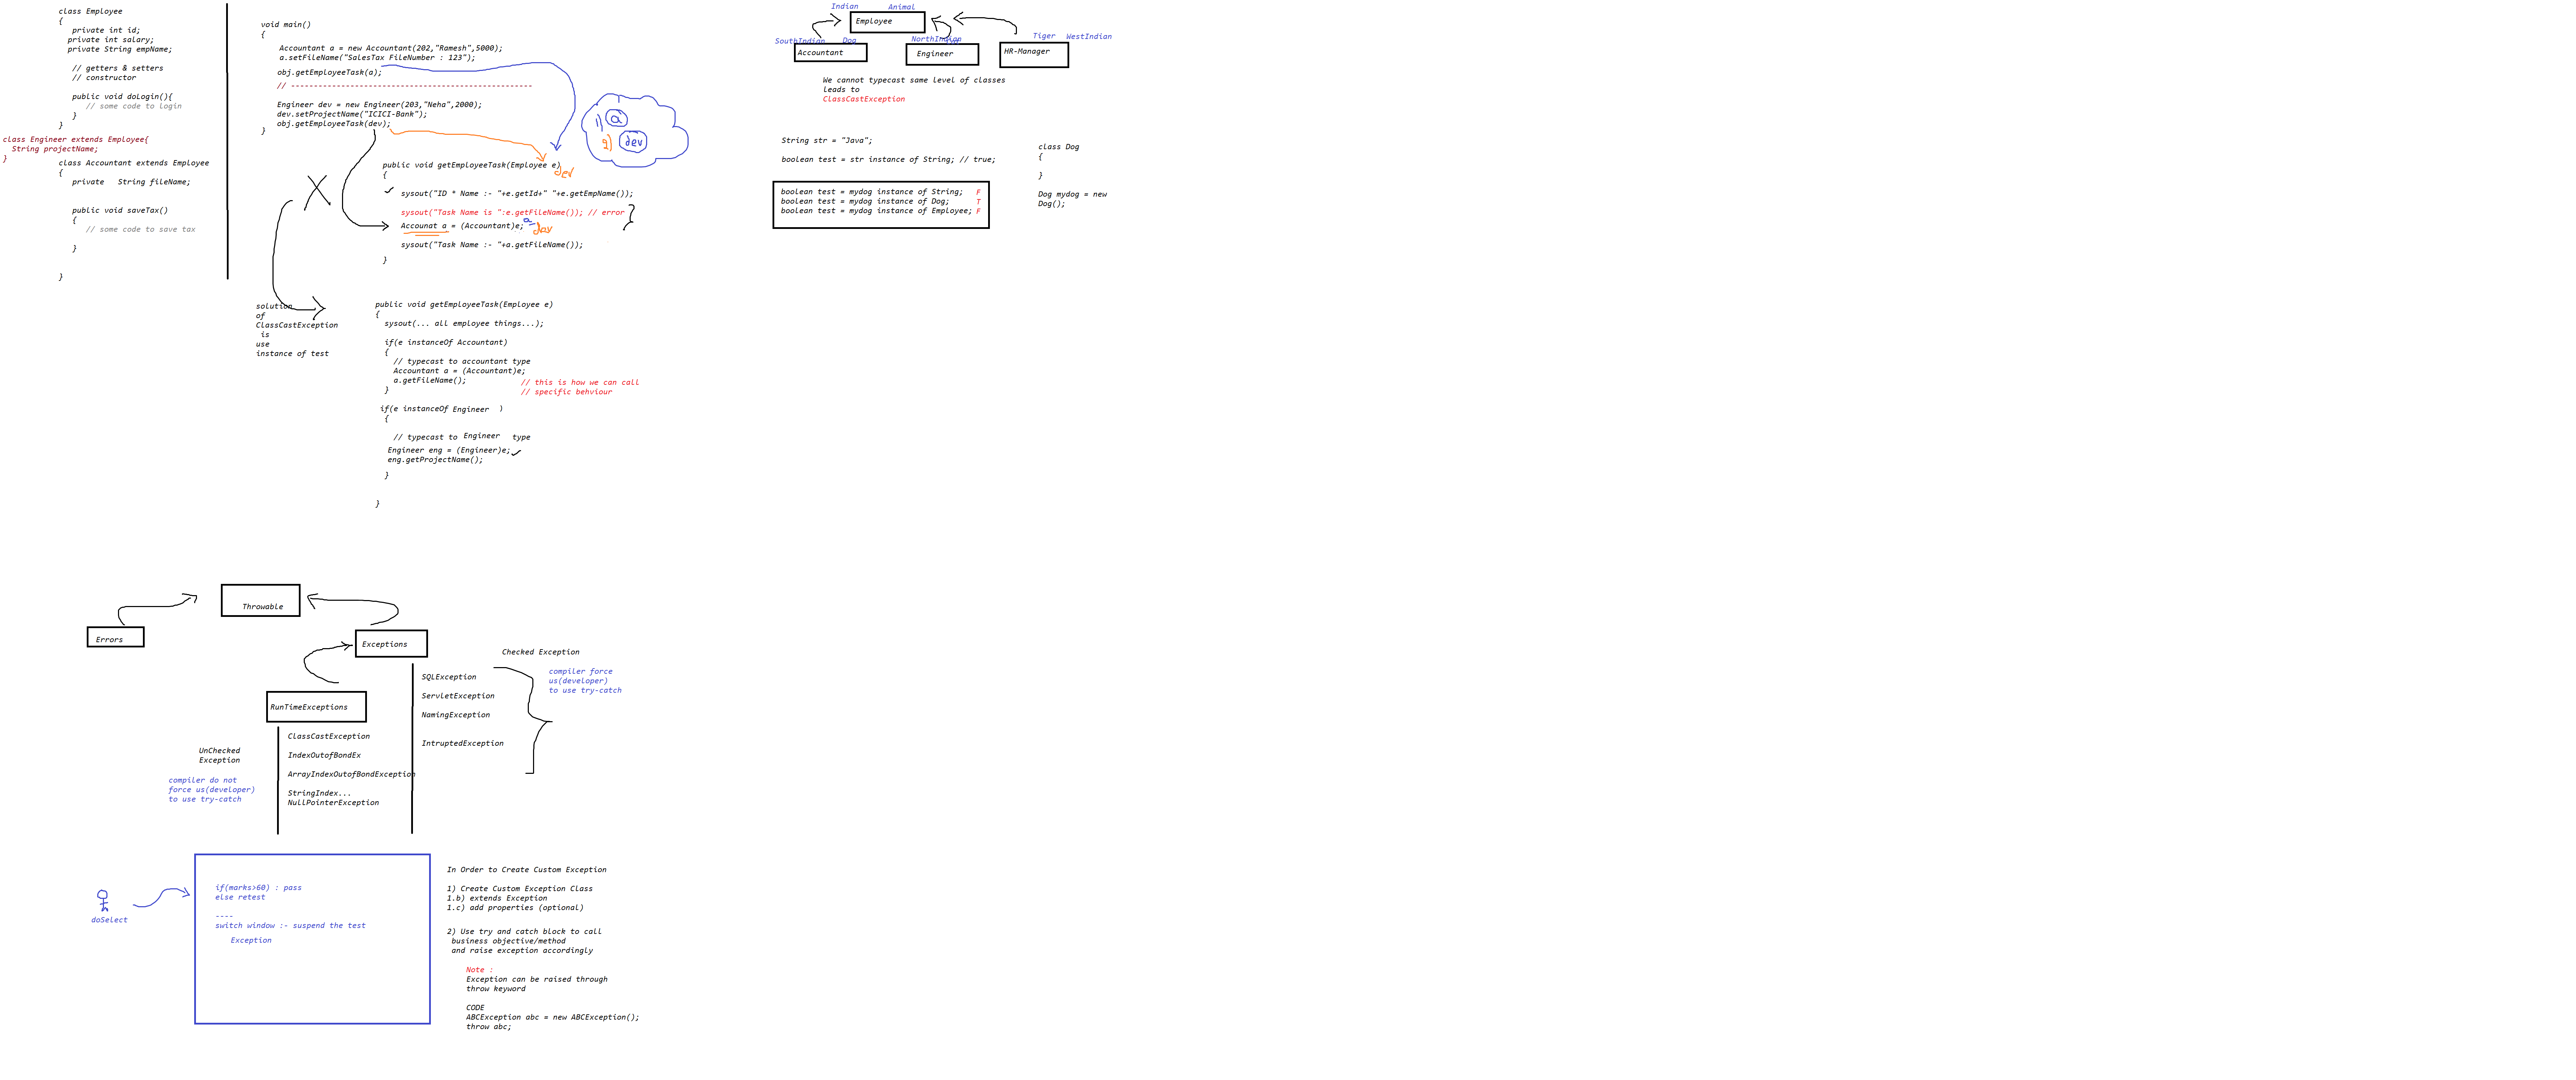 class Employee
{
private int id;
private int salary;
private String empName;
// getters & setters
// constructor
public void doLogin(){
// some code to login
}
}
class Engineer extends Employee{
String projectName;
}
class Accountant extends Employee
{
private String fileName;
public void saveTax()
{
// some code to save tax
}
}
void main()
{
Accountant a = new Accountant(202,"Ramesh",5000);
a.setFileName("SalesTax FileNumber : 123");
obj.getEmployeeTask(a);
// -----------------------------------------------------
Engineer dev = new Engineer(203,"Neha",2000);
dev.setProjectName("ICICI-Bank");
obj.getEmployeeTask(dev);
}
1) a
2) dev
public void getEmployeeTask(Employee e)
dev
{
sysout("ID * Name :- "+e.getId+" "+e.getEmpName());
sysout("Task Name is ":e.getFileName()); // error
Accounat a = (Accountant)e;
a
dev
sysout("Task Name :- "+a.getFileName());
}
solution
of
ClassCastException
is
use
instance of test
public void getEmployeeTask(Employee e)
{
sysout(... all employee things...);
if(e instanceOf Accountant)
{
// typecast to accountant type
Accountant a = (Accountant)e;
a.getFileName();
// this is how we can call
// specific behviour
}
if(e instanceOf Engineer )
{
// typecast to Engineer type
Engineer eng = (Engineer)e;
eng.getProjectName();
}
}
Indian Animal
Employee
SouthIndian Dog
NorthIndian
Tiger WestIndian
Accountant
Engineer
HR-Manager
We cannot typecast same level of classes
leads to
ClassCastException
String str = "Java";
boolean test = str instance of String; // true;
boolean test = mydog instance of String; F
boolean test = mydog instance of Dog; T
boolean test = mydog instance of Employee; F
class Dog
{
}
Dog mydog = new
Dog();
Throwable
Errors
Exceptions
RunTimeExceptions
Checked Exception
compiler force
us(developer)
to use try-catch
SQLException
ServletException
NamingException
IntruptedException
UnChecked
Exception
compiler do not
force us(developer)
to use try-catch
ClassCastException
IndexOutofBondEx
ArrayIndexOutofBondException
StringIndex...
NullPointerException
doSelect
if(marks>60) : pass
else retest
----
switch window :- suspend the test
Exception
In Order to Create Custom Exception
1) Create Custom Exception Class
1.b) extends Exception
1.c) add properties (optional)
2) Use try and catch block to call
business objective/method
and raise exception accordingly
Note :
Exception can be raised through
throw keyword
CODE
ABCException abc = new ABCException();
throw abc;